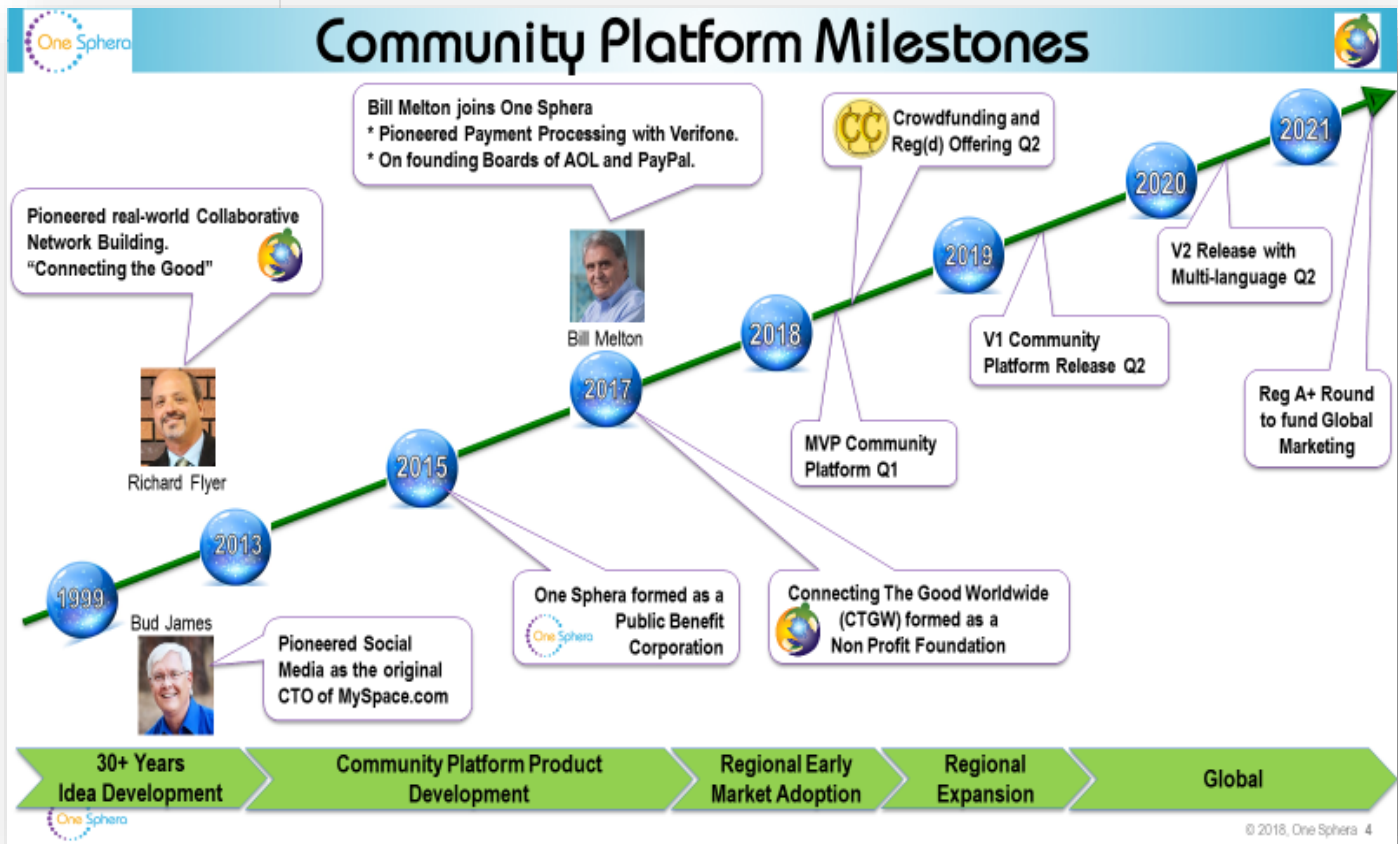 One Sphera
Community Platform Milestones
Bill Melton joins One Sphera
* Pioneered Payment Processing with Verifone.
* On founding Boards of AOL and PayPal.
₵₵
Crowdfunding and
Reg(d) Offering Q2
2021
2020
Pioneered real-world Collaborative
Network Building.
“Connecting the Good”
2019
V2 Release with
Multi-language Q2
Bill Melton
2018
V1 Community
Platform Release Q2
2017
Reg A+ Round
to fund Global
Marketing
Richard Flyer
2015
MVP Community
Platform Q1
2013
1999
Bud James
Pioneered Social
Media as the original
CTO of MySpace.com
One Sphera formed as a
Public Benefit
Corporation
One Sphera
Connecting The Good Worldwide
(CTGW) formed as a
Non Profit Foundation
30+ Years
Idea Development
Community Platform Product
Development
Regional Early
Market Adoption
Regional
Expansion
Global
One Sphera
© 2018, One Sphera 4